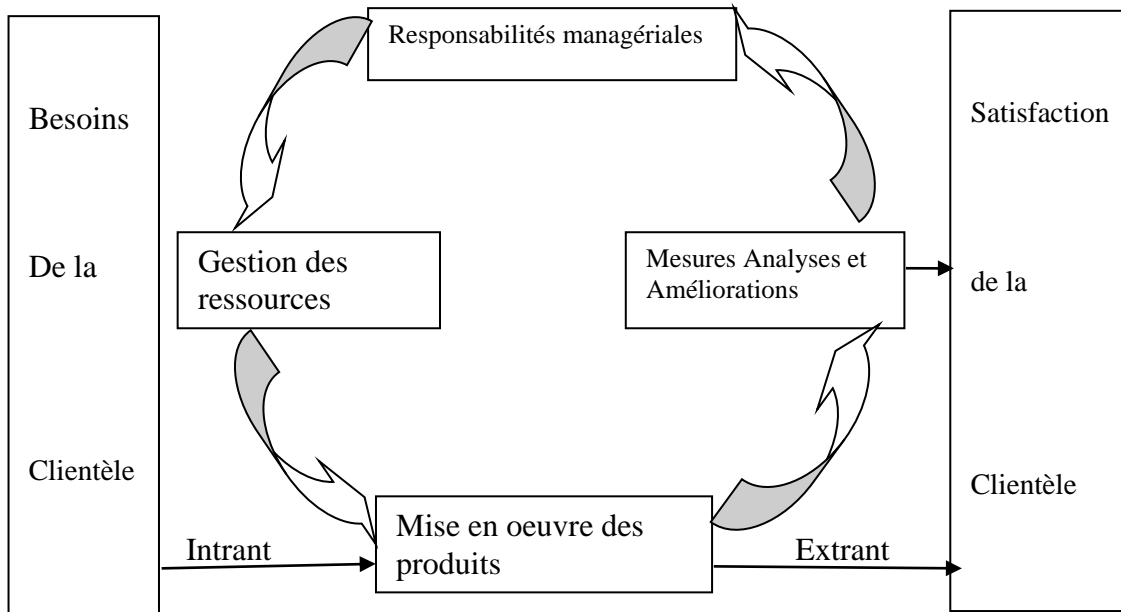 Responsabilités managériales
Besoins
De la
Clientèle
Gestion des
ressources
Mesures Analyses et
Améliorations
Satisfaction
de la
Clientèle
Intrant
Mise en oeuvre des
produits
Extrant